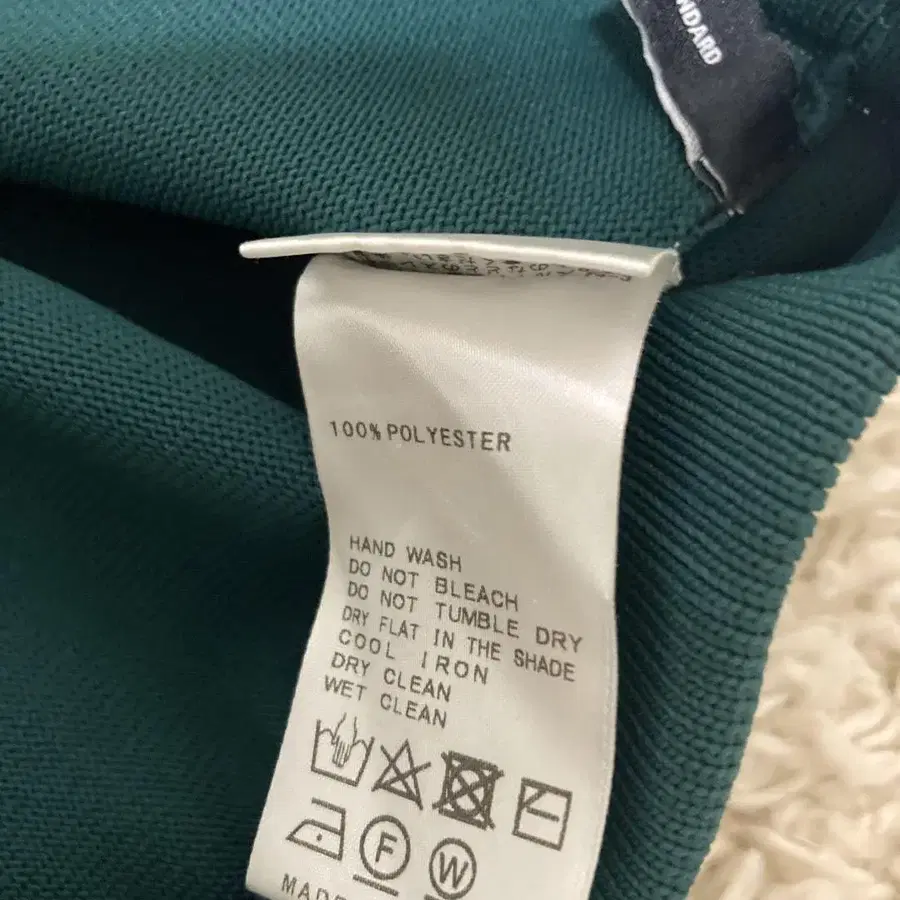 100% POLYESTER
HAND WASH
DO NOT BLEACH
DO NOT TUMBLE DRY
DRY FLAT IN THE SHADE
COOL IRON
DRY CLEAN
WET CLEAN
F
W